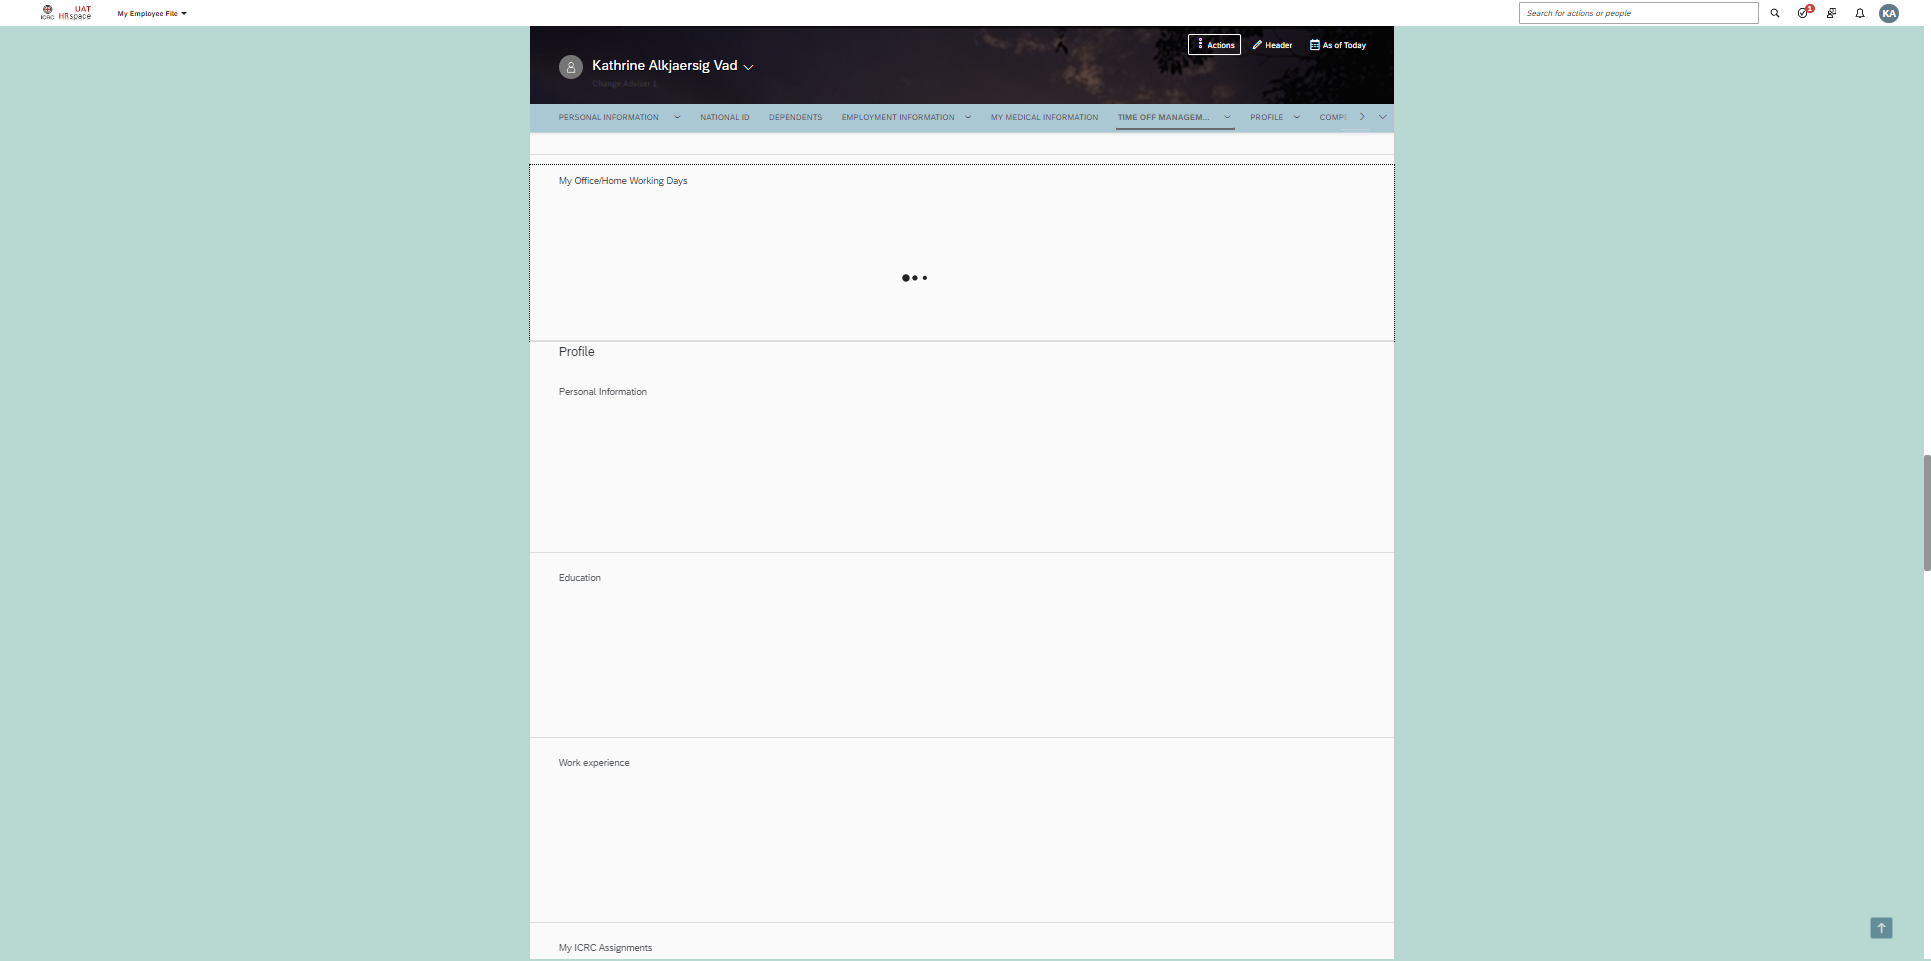 ICRC
UAT
HRspace
My Employee File
Search for actions or people
1
KA
Actions
Header
As of Today
Kathrine Alkjaersig Vad
Change Adviser 1
PERSONAL INFORMATION
NATIONAL ID
DEPENDENTS
EMPLOYMENT INFORMATION
MY MEDICAL INFORMATION
TIME OFF MANAGEM...
PROFILE
COMPE
My Office/Home Working Days
Profile
Personal Information
Education
Work experience
My ICRC Assignments